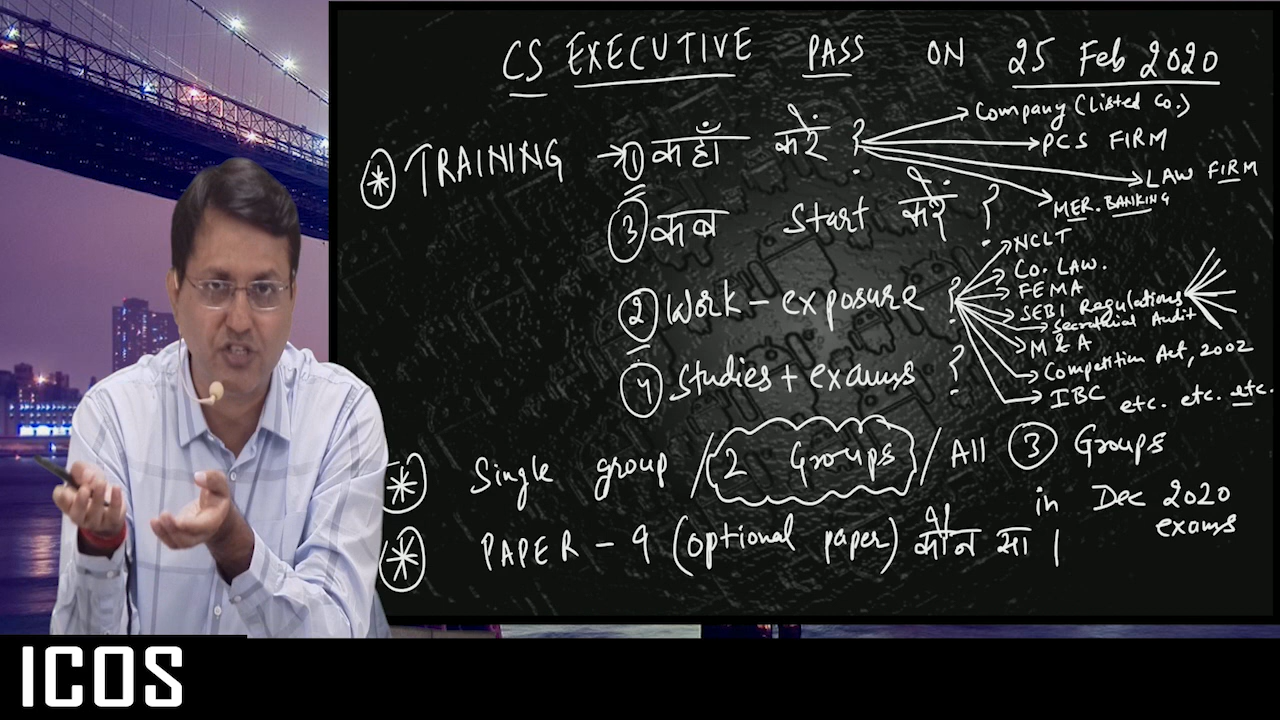 CS EXECUTIVE PASS ON 25 Feb 2020
* TRAINING → ① कहाँ करें ?
Company (Listed Co.)
PCS FIRM
LAW FIRM
MER. BANKING
③ कब Start करें ?
② Work - exposure ?
NCLT
Co. LAW.
FEMA
SEBI Regulations
Secretarial Audit
M & A
Competition Act, 2002
IBC
etc. etc. etc.
④ Studies + exams ?
* Single group / 2 Groups / All ③ Groups
in Dec 2020
exams
* PAPER - 9 (optional paper) कौन सा |
ICOS